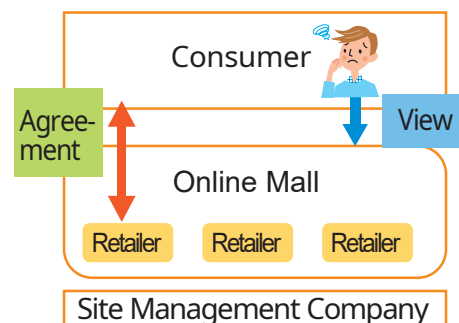 Consumer
Agree-
ment
View
Online Mall
Retailer
Retailer
Retailer
Site Management Company